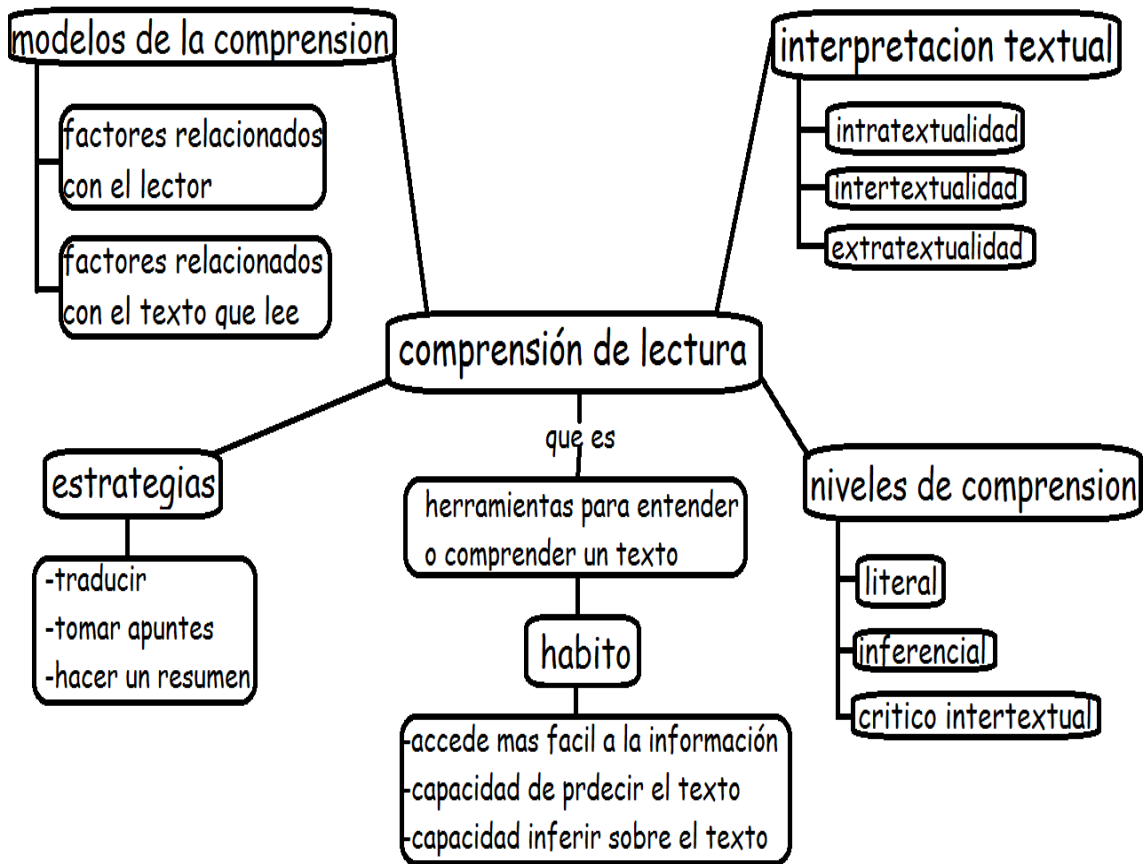 modelos de la comprension
factores relacionados
con el lector
factores relacionados
con el texto que lee
interpretacion textual
intratextualidad
intertextualidad
extratextualidad
comprensión de lectura
que es
herramientas para entender
o comprender un texto
habito
-accede mas facil a la información
-capacidad de prdecir el texto
-capacidad inferir sobre el texto
estrategias
-traducir
-tomar apuntes
-hacer un resumen
niveles de comprension
literal
inferencial
critico intertextual